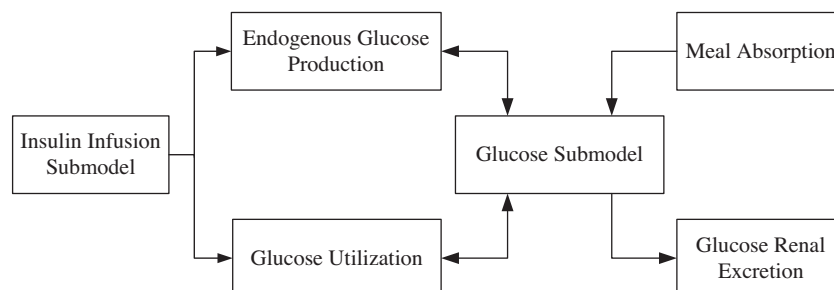 Endogenous Glucose
Production
Meal Absorption
Insulin Infusion
Submodel
Glucose Submodel
Glucose Utilization
Glucose Renal
Excretion